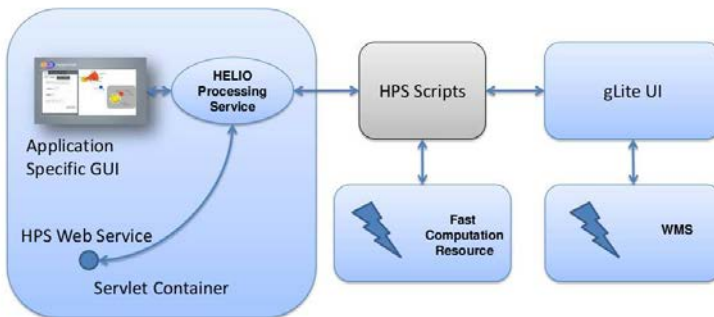 HELIO
Processing
Service
Application
Specific GUI
HPS Web Service
Servlet Container
HPS Scripts
gLite UI
Fast
Computation
Resource
WMS